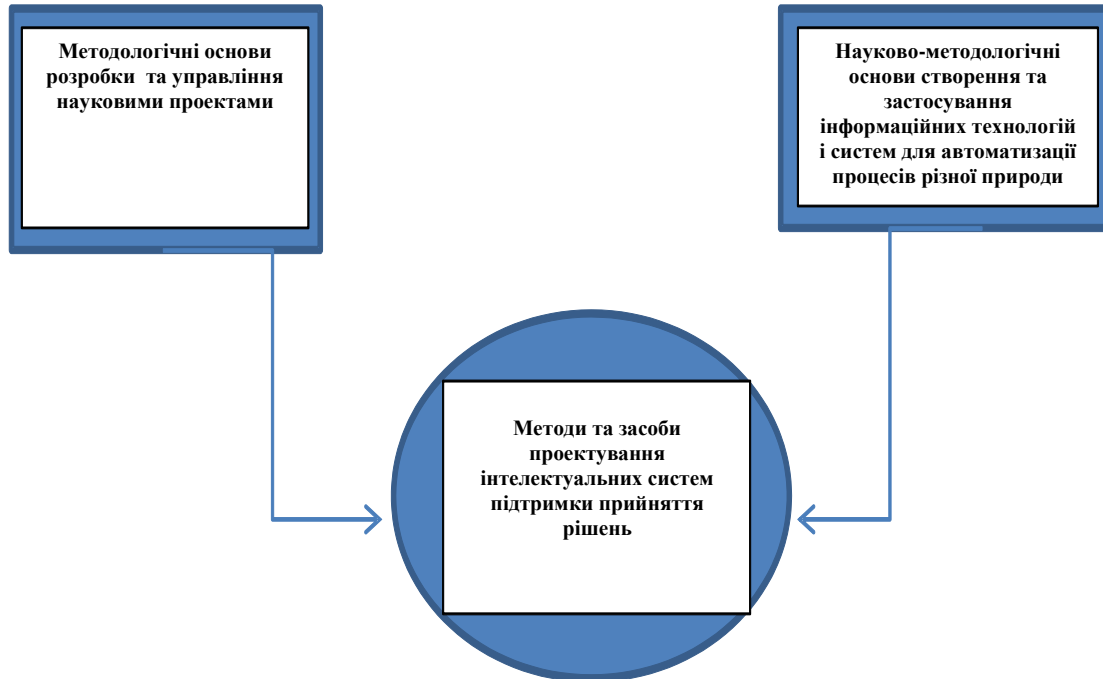 Методологічні основи
розробки та управління
науковими проектами
Науково-методологічні
основи створення та
застосування
інформаційних технологій
і систем для автоматизації
процесів різної природи
Методи та засоби
проектування
інтелектуальних систем
підтримки прийняття
рішень